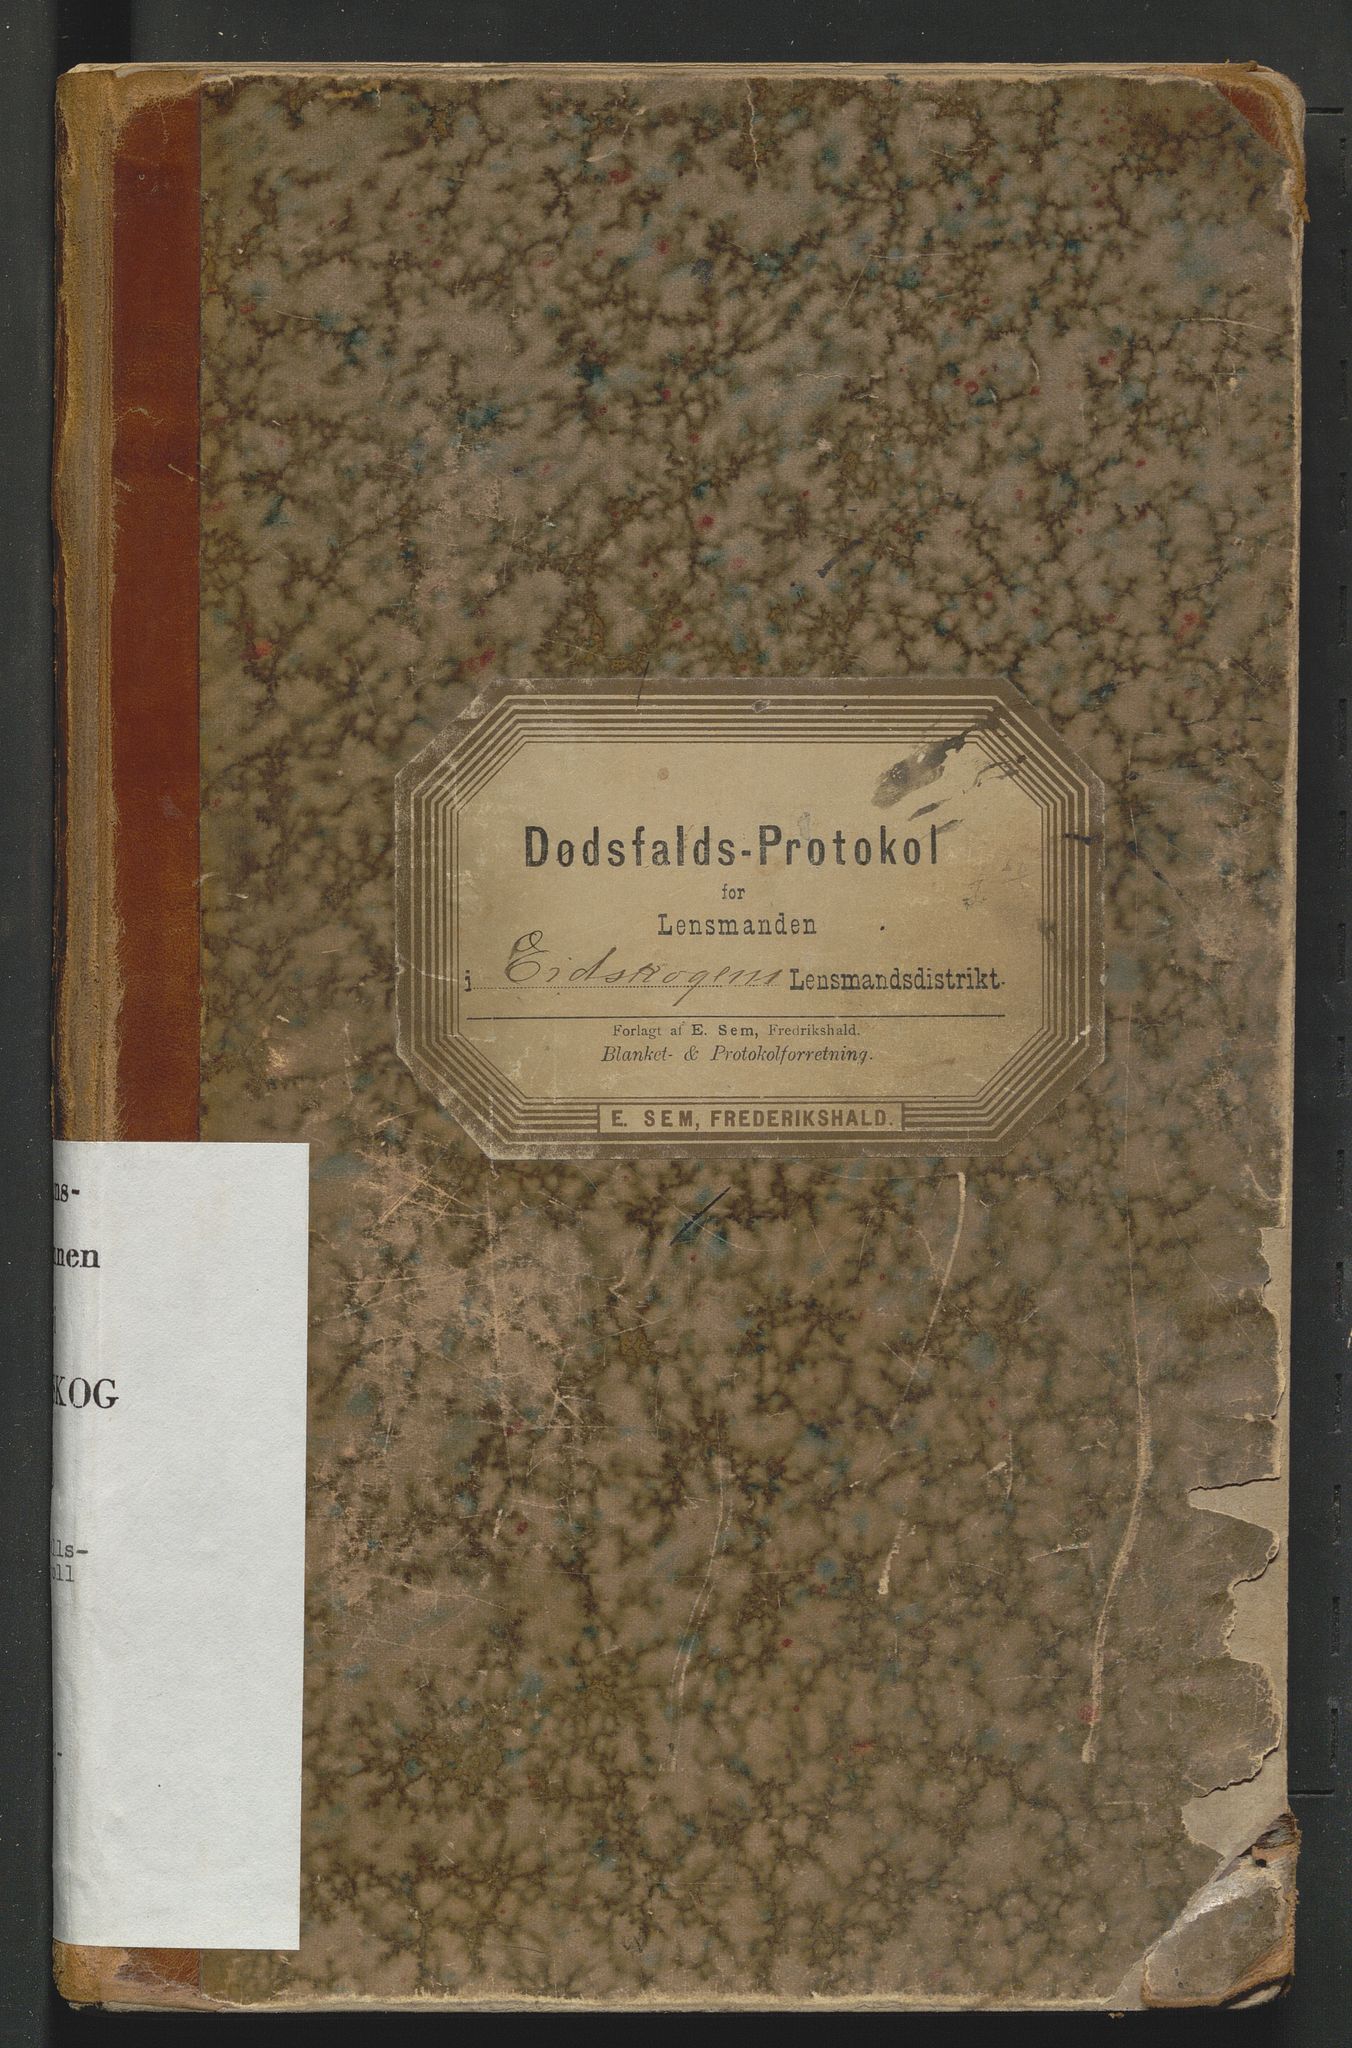 Dødsfalds-Protokol
for
Lensmanden
i Eidskogens Lensmandsdistrikt.
Forlagt af E. Sem, Fredrikshald.
Blanket- & Protokolforretning.
E. SEM, FREDERIKSHALD.
ns-
nen
KOG
lls-
oll
-